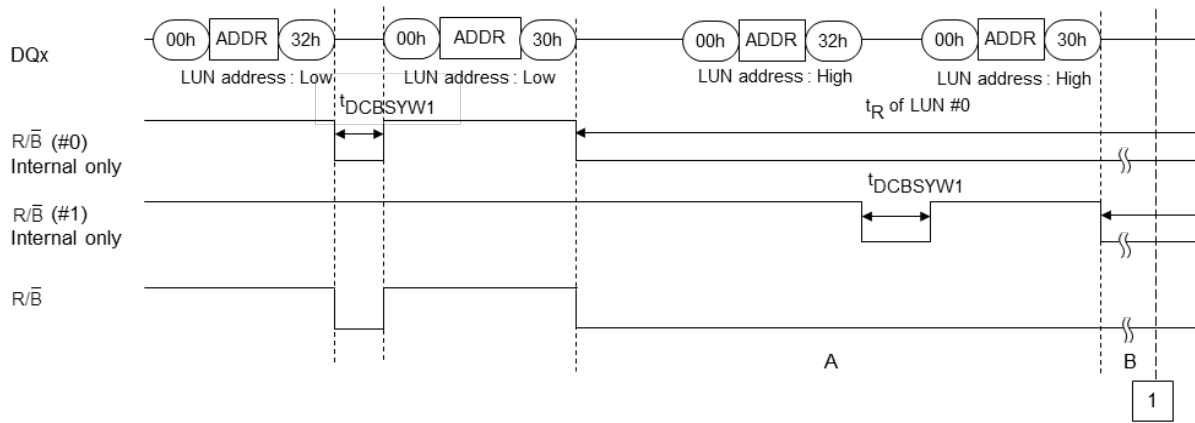 00h ADDR 32h 00h ADDR 30h 00h ADDR 32h 00h ADDR 30h
DQx
LUN address : Low LUN address : Low LUN address : High LUN address : High
tDCBSYW1 tR of LUN #0
R/B̅ (#0)
Internal only
tDCBSYW1
R/B̅ (#1)
Internal only
R/B̅
A B
1